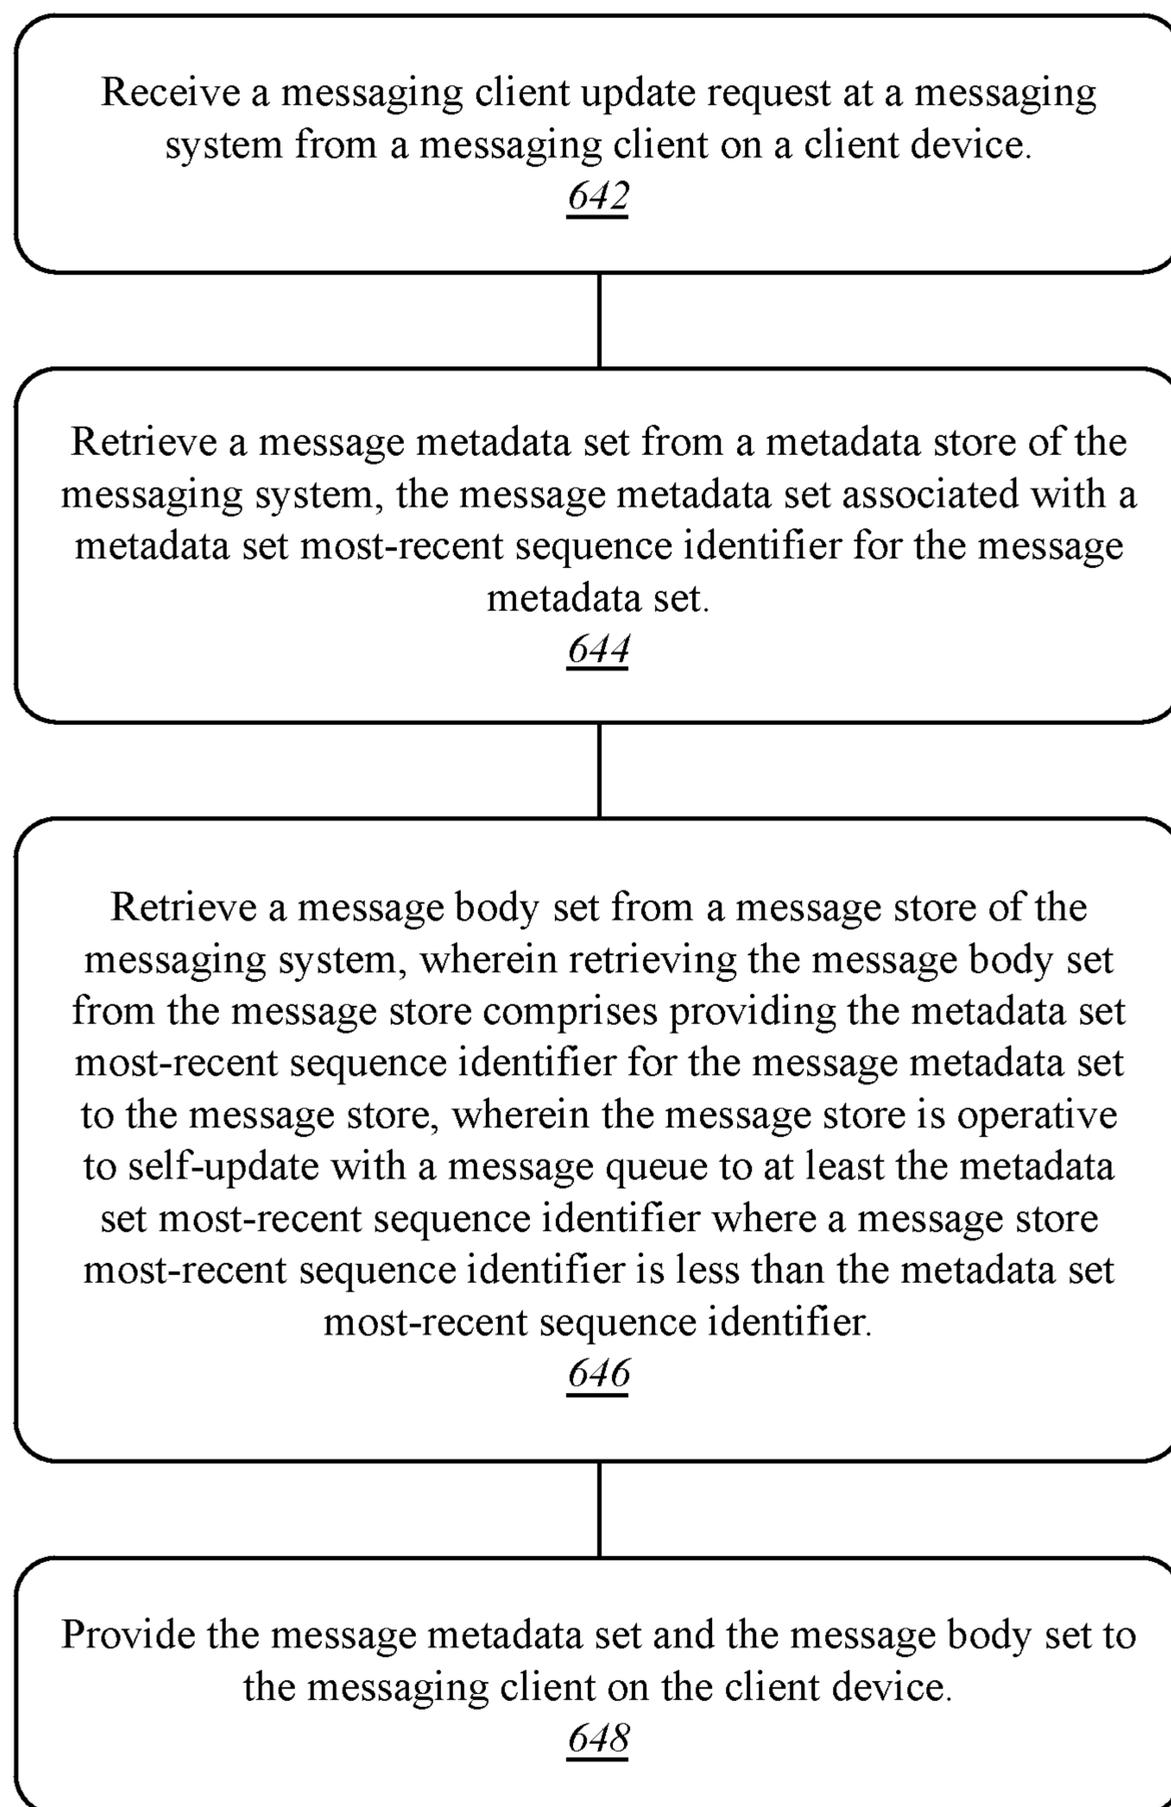 Receive a messaging client update request at a messaging
system from a messaging client on a client device.
642
Retrieve a message metadata set from a metadata store of the
messaging system, the message metadata set associated with a
metadata set most-recent sequence identifier for the message
metadata set.
644
Retrieve a message body set from a message store of the
messaging system, wherein retrieving the message body set
from the message store comprises providing the metadata set
most-recent sequence identifier for the message metadata set
to the message store, wherein the message store is operative
to self-update with a message queue to at least the metadata
set most-recent sequence identifier where a message store
most-recent sequence identifier is less than the metadata set
most-recent sequence identifier.
646
Provide the message metadata set and the message body set to
the messaging client on the client device.
648